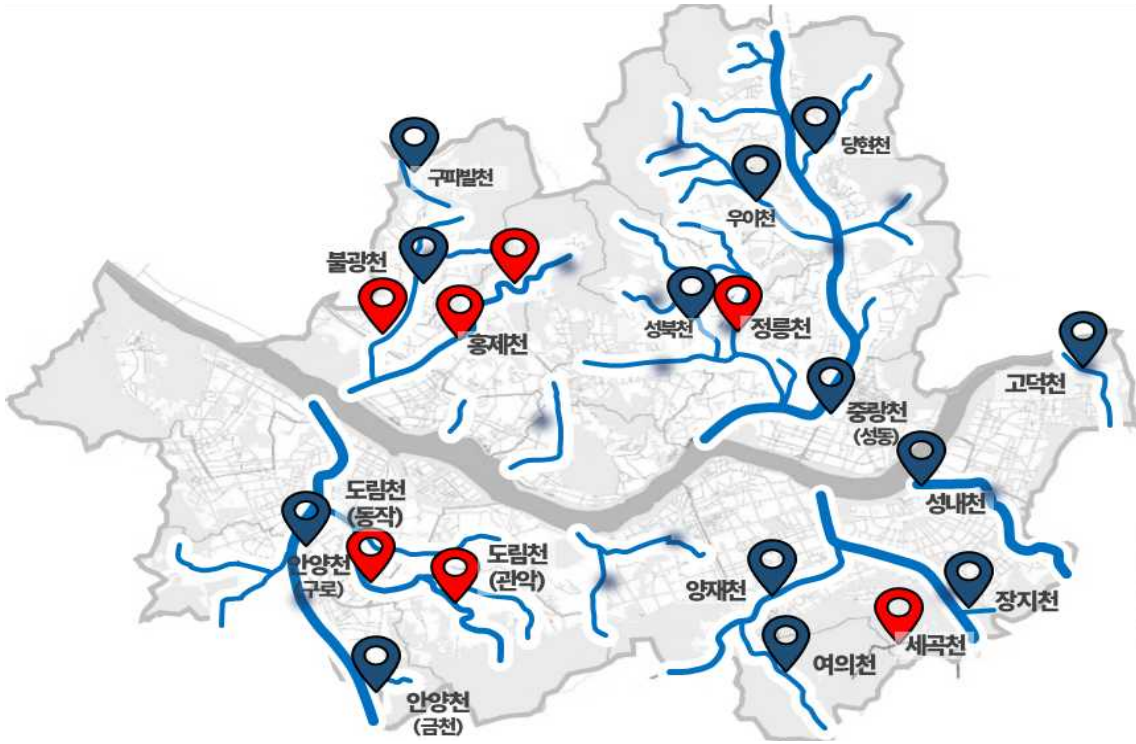 당현천
구파발천
우이천
불광천
성북천
정릉천
홍제천
고덕천
중랑천
(성동)
성내천
도림천
(동작)
도림천
(관악)
안양천
(구로)
양재천
장지천
세곡천
여의천
안양천
(금천)